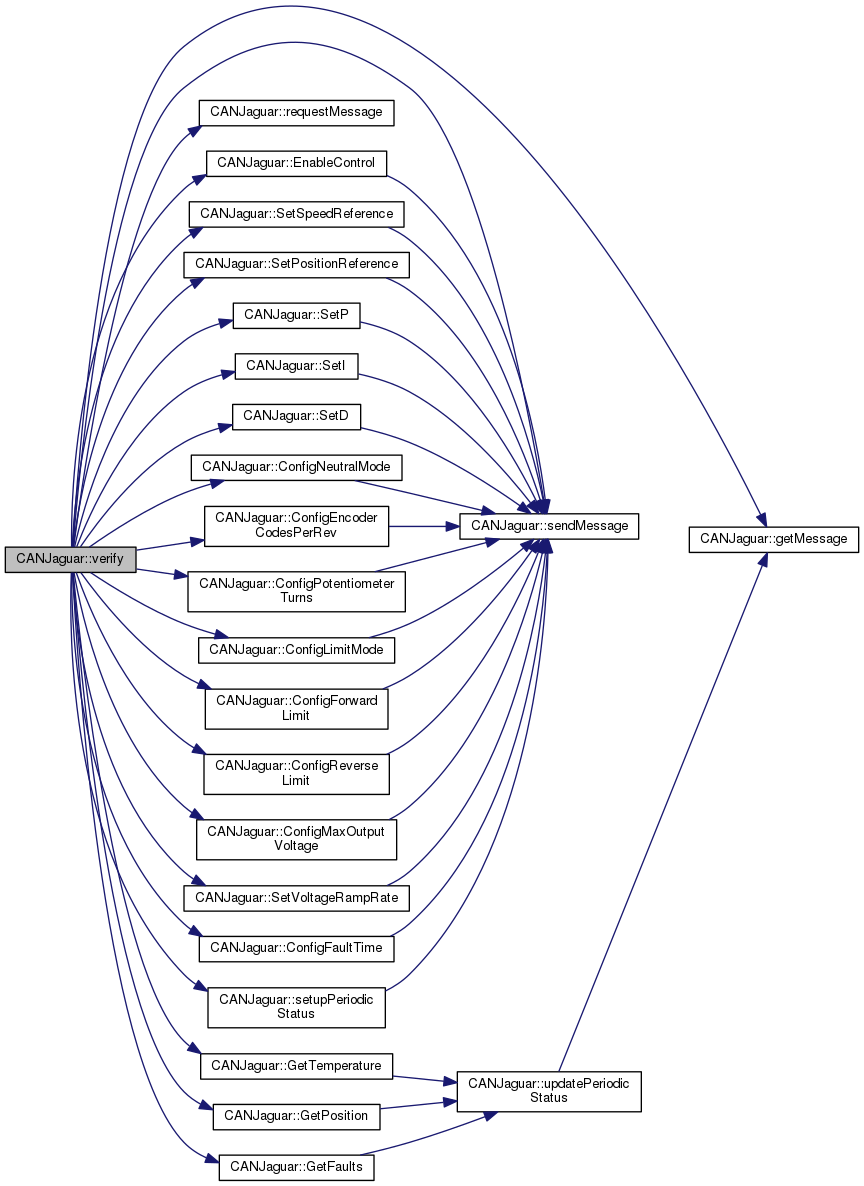 CANJaguar::requestMessage
CANJaguar::EnableControl
CANJaguar::SetSpeedReference
CANJaguar::SetPositionReference
CANJaguar::SetP
CANJaguar::SetI
CANJaguar::SetD
CANJaguar::ConfigNeutralMode
CANJaguar::ConfigEncoder
CodesPerRev
CANJaguar::sendMessage
CANJaguar::getMessage
CANJaguar::verify
CANJaguar::ConfigPotentiometer
Turns
CANJaguar::ConfigLimitMode
CANJaguar::ConfigForward
Limit
CANJaguar::ConfigReverse
Limit
CANJaguar::ConfigMaxOutput
Voltage
CANJaguar::SetVoltageRampRate
CANJaguar::ConfigFaultTime
CANJaguar::setupPeriodic
Status
CANJaguar::GetTemperature
CANJaguar::updatePeriodic
Status
CANJaguar::GetPosition
CANJaguar::GetFaults